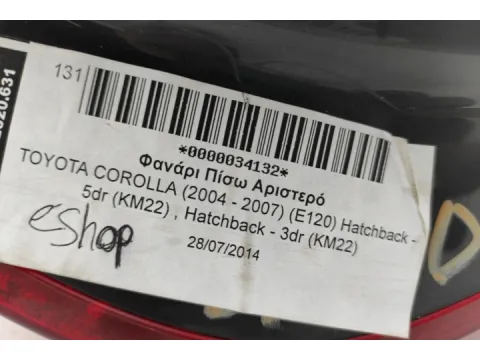 131
*0000034132*
Φανάρι Πίσω Αριστερό
TOYOTA COROLLA (2004 - 2007) (E120) Hatchback -
5dr (KM22) , Hatchback - 3dr (KM22)
28/07/2014
eshop